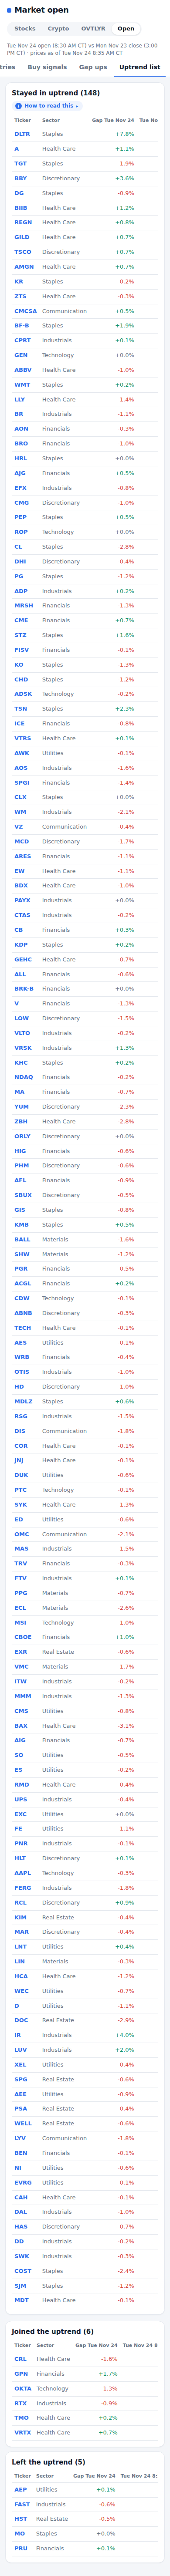 Market open
Stocks Crypto OVTLYR Open
Tue Nov 24 open (8:30 AM CT) vs Mon Nov 23 close (3:00
PM CT) · prices as of Tue Nov 24 8:35 AM CT
tries Buy signals Gap ups Uptrend list
Stayed in uptrend (148)
i How to read this ▸
Ticker Sector Gap Tue Nov 24 Tue No
DLTR Staples +7.8%
A Health Care +1.1%
TGT Staples -1.9%
BBY Discretionary +3.6%
DG Staples -0.9%
BIIB Health Care +1.2%
REGN Health Care +0.8%
GILD Health Care +0.7%
TSCO Discretionary +0.7%
AMGN Health Care +0.7%
KR Staples -0.2%
ZTS Health Care -0.3%
CMCSA Communication +0.5%
BF-B Staples +1.9%
CPRT Industrials +0.1%
GEN Technology +0.0%
ABBV Health Care -1.0%
WMT Staples +0.2%
LLY Health Care -1.4%
BR Industrials -1.1%
AON Financials -0.3%
BRO Financials -1.0%
HRL Staples +0.0%
AJG Financials +0.5%
EFX Industrials -0.8%
CMG Discretionary -1.0%
PEP Staples +0.5%
ROP Technology +0.0%
CL Staples -2.8%
DHI Discretionary -0.4%
PG Staples -1.2%
ADP Industrials +0.2%
MRSH Financials -1.3%
CME Financials +0.7%
STZ Staples +1.6%
FISV Financials -0.1%
KO Staples -1.3%
CHD Staples -1.2%
ADSK Technology -0.2%
TSN Staples +2.3%
ICE Financials -0.8%
VTRS Health Care +0.1%
AWK Utilities -0.1%
AOS Industrials -1.6%
SPGI Financials -1.4%
CLX Staples +0.0%
WM Industrials -2.1%
VZ Communication -0.4%
MCD Discretionary -1.7%
ARES Financials -1.1%
EW Health Care -1.1%
BDX Health Care -1.0%
PAYX Industrials +0.0%
CTAS Industrials -0.2%
CB Financials +0.3%
KDP Staples +0.2%
GEHC Health Care -0.7%
ALL Financials -0.6%
BRK-B Financials +0.0%
V Financials -1.3%
LOW Discretionary -1.5%
VLTO Industrials -0.2%
VRSK Industrials +1.3%
KHC Staples +0.2%
NDAQ Financials -0.2%
MA Financials -0.7%
YUM Discretionary -2.3%
ZBH Health Care -2.8%
ORLY Discretionary +0.0%
HIG Financials -0.6%
PHM Discretionary -0.6%
AFL Financials -0.9%
SBUX Discretionary -0.5%
GIS Staples -0.8%
KMB Staples +0.5%
BALL Materials -1.6%
SHW Materials -1.2%
PGR Financials -0.5%
ACGL Financials +0.2%
CDW Technology -0.1%
ABNB Discretionary -0.3%
TECH Health Care -0.1%
AES Utilities -0.1%
WRB Financials -0.4%
OTIS Industrials -1.0%
HD Discretionary -1.0%
MDLZ Staples +0.6%
RSG Industrials -1.5%
DIS Communication -1.8%
COR Health Care -0.1%
JNJ Health Care -0.1%
DUK Utilities -0.6%
PTC Technology -0.1%
SYK Health Care -1.3%
ED Utilities -0.6%
OMC Communication -2.1%
MAS Industrials -1.5%
TRV Financials -0.3%
FTV Industrials +0.1%
PPG Materials -0.7%
ECL Materials -2.6%
MSI Technology -1.0%
CBOE Financials +1.0%
EXR Real Estate -0.6%
VMC Materials -1.7%
ITW Industrials -0.2%
MMM Industrials -1.3%
CMS Utilities -0.8%
BAX Health Care -3.1%
AIG Financials -0.7%
SO Utilities -0.5%
ES Utilities -0.2%
RMD Health Care -0.4%
UPS Industrials -0.4%
EXC Utilities +0.0%
FE Utilities -1.1%
PNR Industrials -0.1%
HLT Discretionary +0.1%
AAPL Technology -0.3%
FERG Industrials -1.8%
RCL Discretionary +0.9%
KIM Real Estate -0.4%
MAR Discretionary -0.4%
LNT Utilities +0.4%
LIN Materials -0.3%
HCA Health Care -1.2%
WEC Utilities -0.7%
D Utilities -1.1%
DOC Real Estate -2.9%
IR Industrials +4.0%
LUV Industrials +2.0%
XEL Utilities -0.4%
SPG Real Estate -0.6%
AEE Utilities -0.9%
PSA Real Estate -0.4%
WELL Real Estate -0.6%
LYV Communication -1.8%
BEN Financials -0.1%
NI Utilities -0.6%
EVRG Utilities -0.1%
CAH Health Care -0.1%
DAL Industrials -1.0%
HAS Discretionary -0.7%
DD Industrials -0.2%
SWK Industrials -0.3%
COST Staples -2.4%
SJM Staples -1.2%
MDT Health Care -0.1%
Joined the uptrend (6)
Ticker Sector Gap Tue Nov 24 Tue Nov 24 8
CRL Health Care -1.6%
GPN Financials +1.7%
OKTA Technology -1.3%
RTX Industrials -0.9%
TMO Health Care +0.2%
VRTX Health Care +0.7%
Left the uptrend (5)
Ticker Sector Gap Tue Nov 24 Tue Nov 24 8:
AEP Utilities +0.1%
FAST Industrials -0.6%
HST Real Estate -0.5%
MO Staples +0.0%
PRU Financials +0.1%